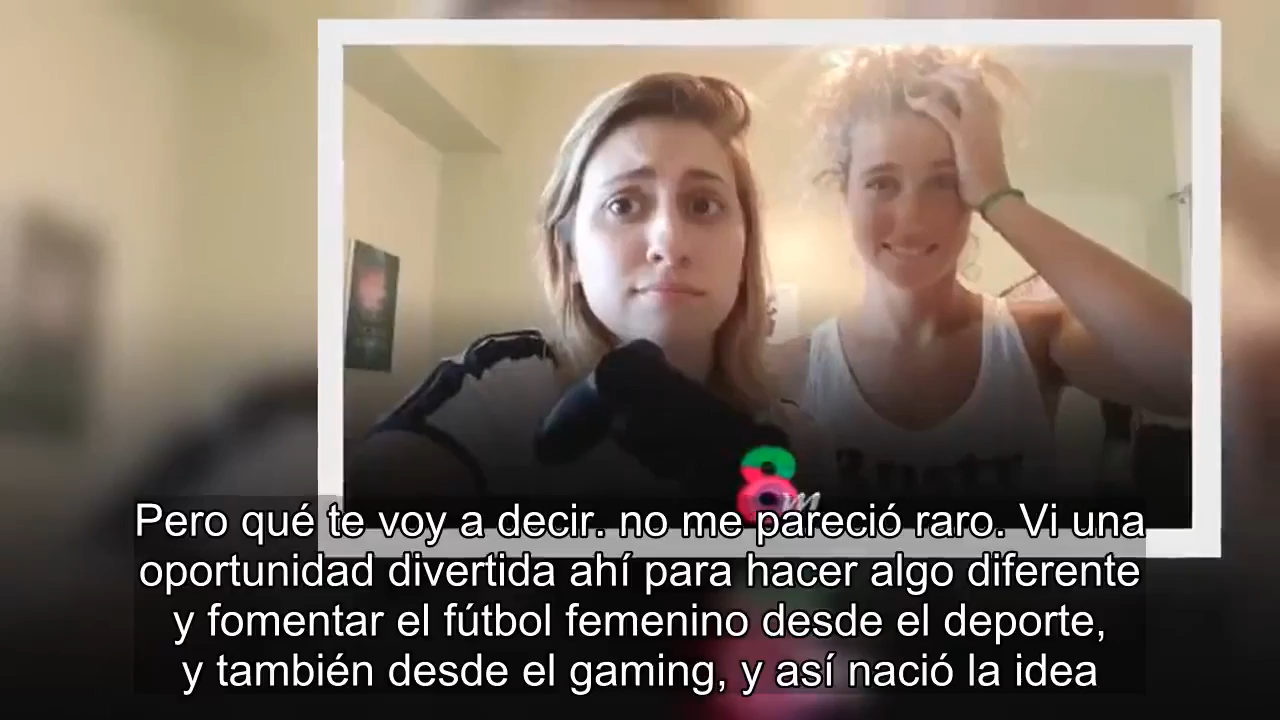 8
m
Pero qué te voy a decir. no me pareció raro. Vi una
oportunidad divertida ahí para hacer algo diferente
y fomentar el fútbol femenino desde el deporte,
y también desde el gaming, y así nació la idea